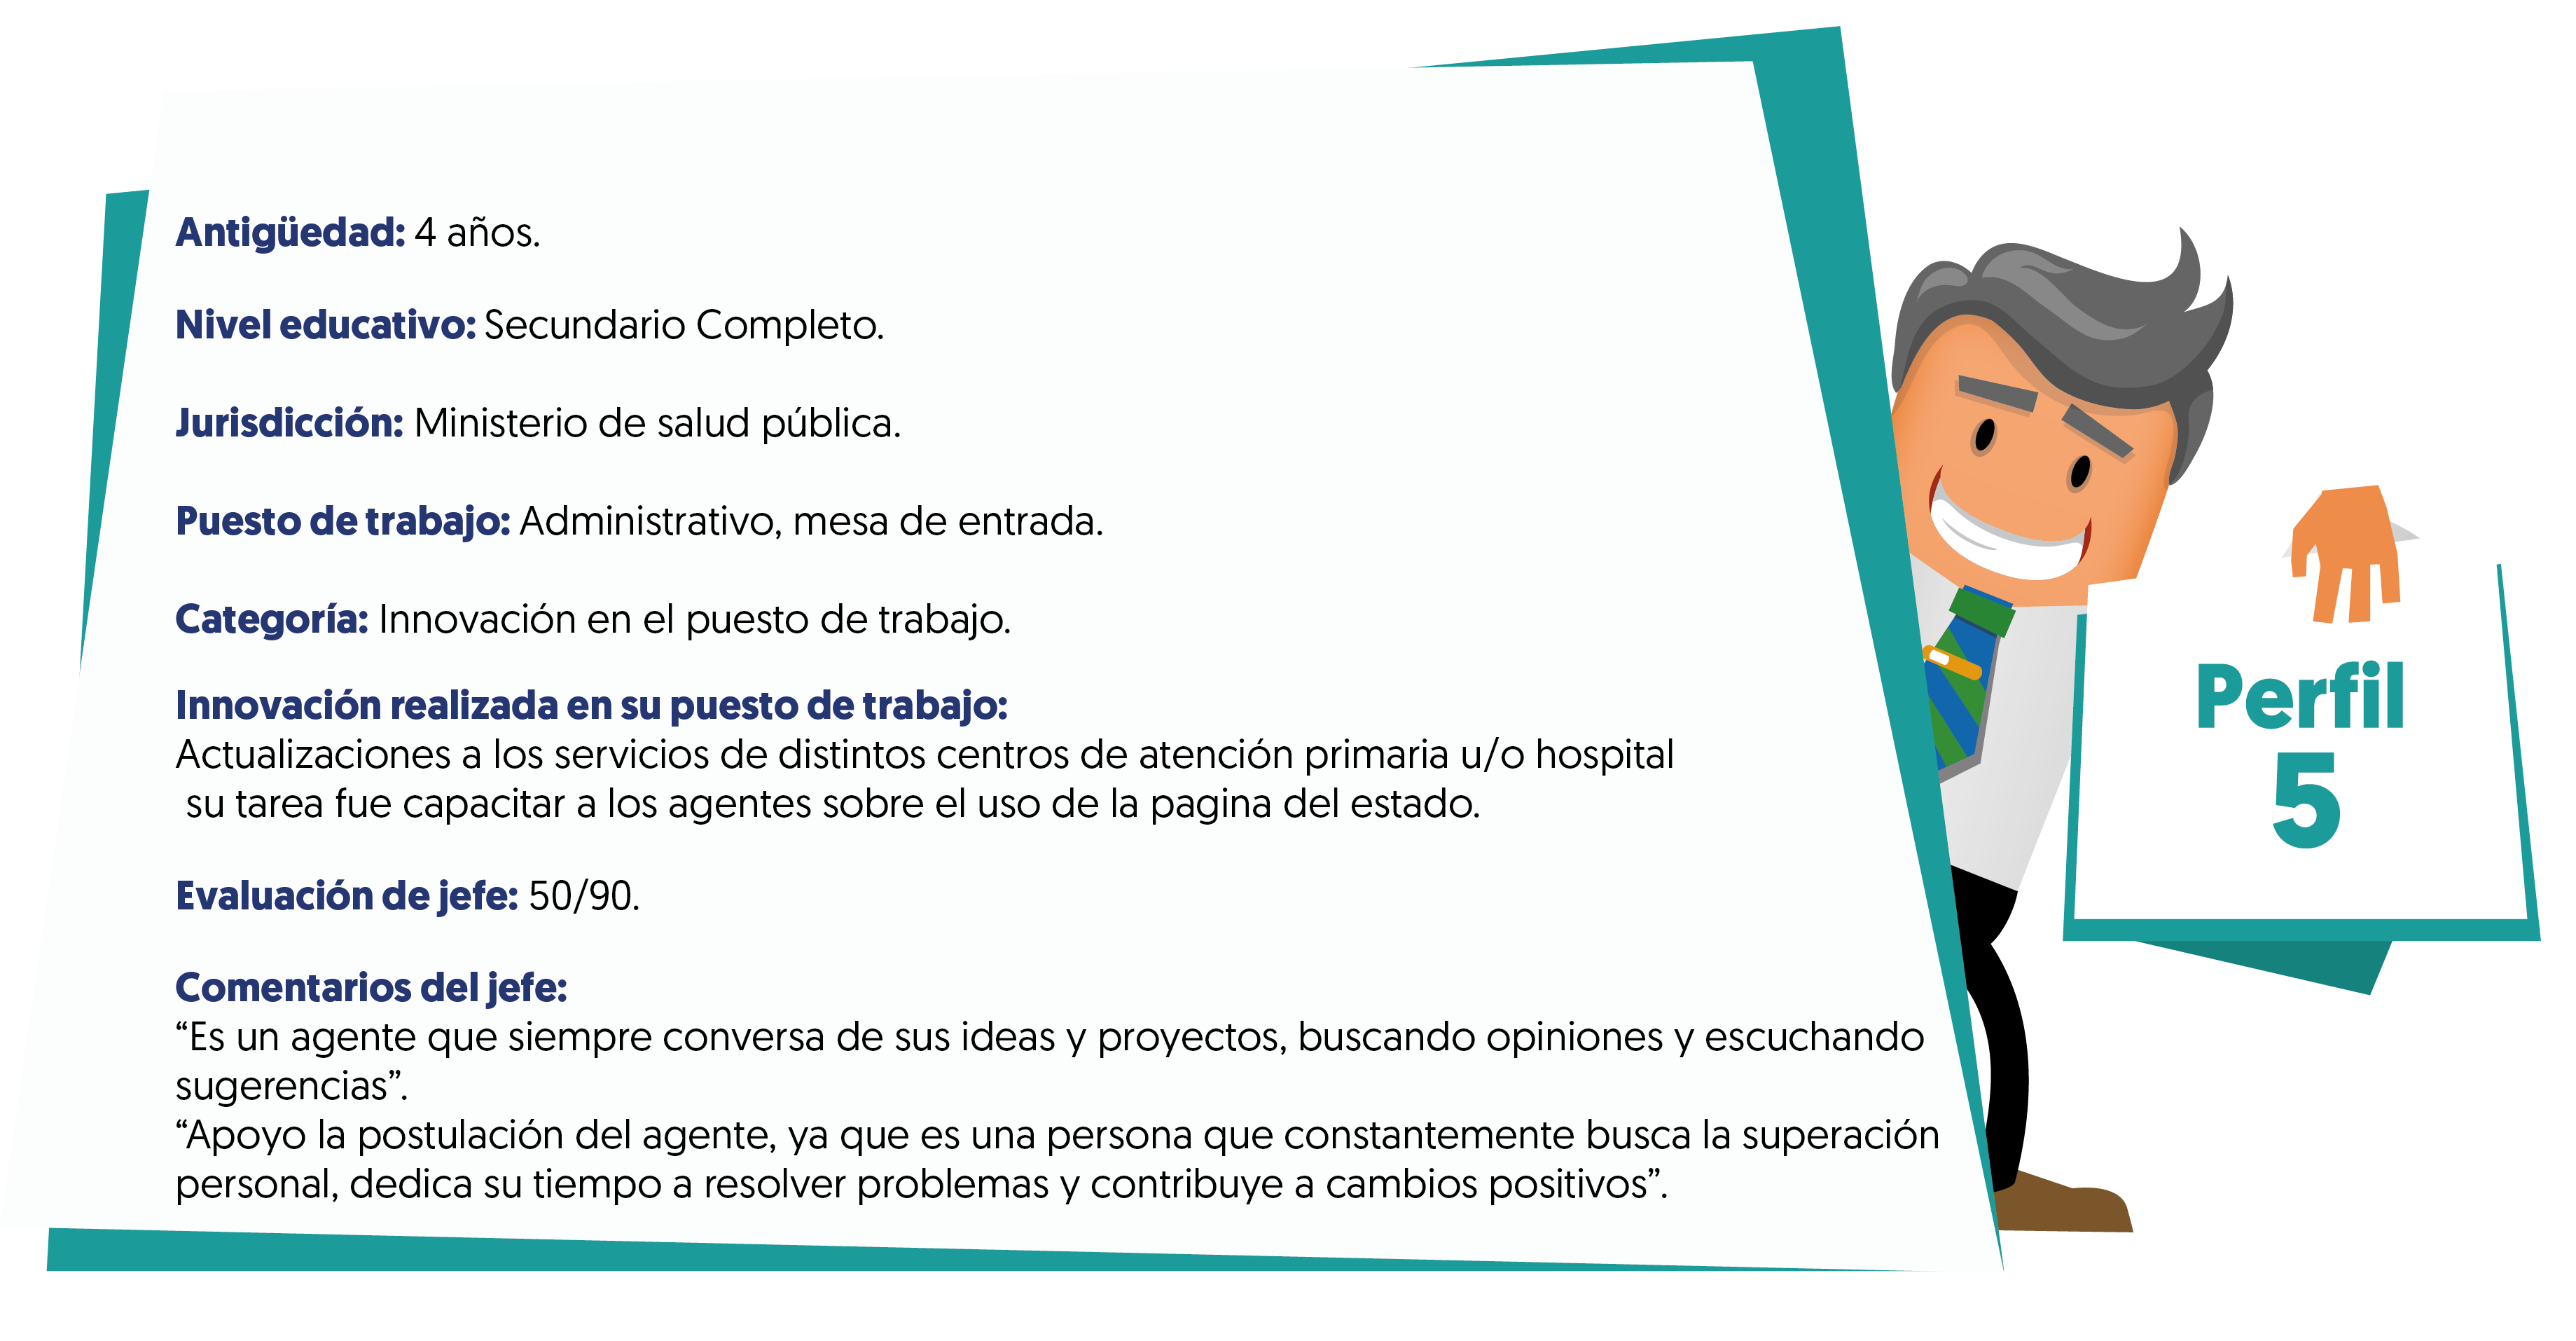 Antigüedad: 4 años.
Nivel educativo: Secundario Completo.
Jurisdicción: Ministerio de salud pública.
Puesto de trabajo: Administrativo, mesa de entrada.
Categoría: Innovación en el puesto de trabajo.
Innovación realizada en su puesto de trabajo:
Actualizaciones a los servicios de distintos centros de atención primaria u/o hospital
su tarea fue capacitar a los agentes sobre el uso de la pagina del estado.
Evaluación de jefe: 50/90.
Comentarios del jefe:
“Es un agente que siempre conversa de sus ideas y proyectos, buscando opiniones y escuchando
sugerencias”.
“Apoyo la postulación del agente, ya que es una persona que constantemente busca la superación
personal, dedica su tiempo a resolver problemas y contribuye a cambios positivos”.
Perfil
5